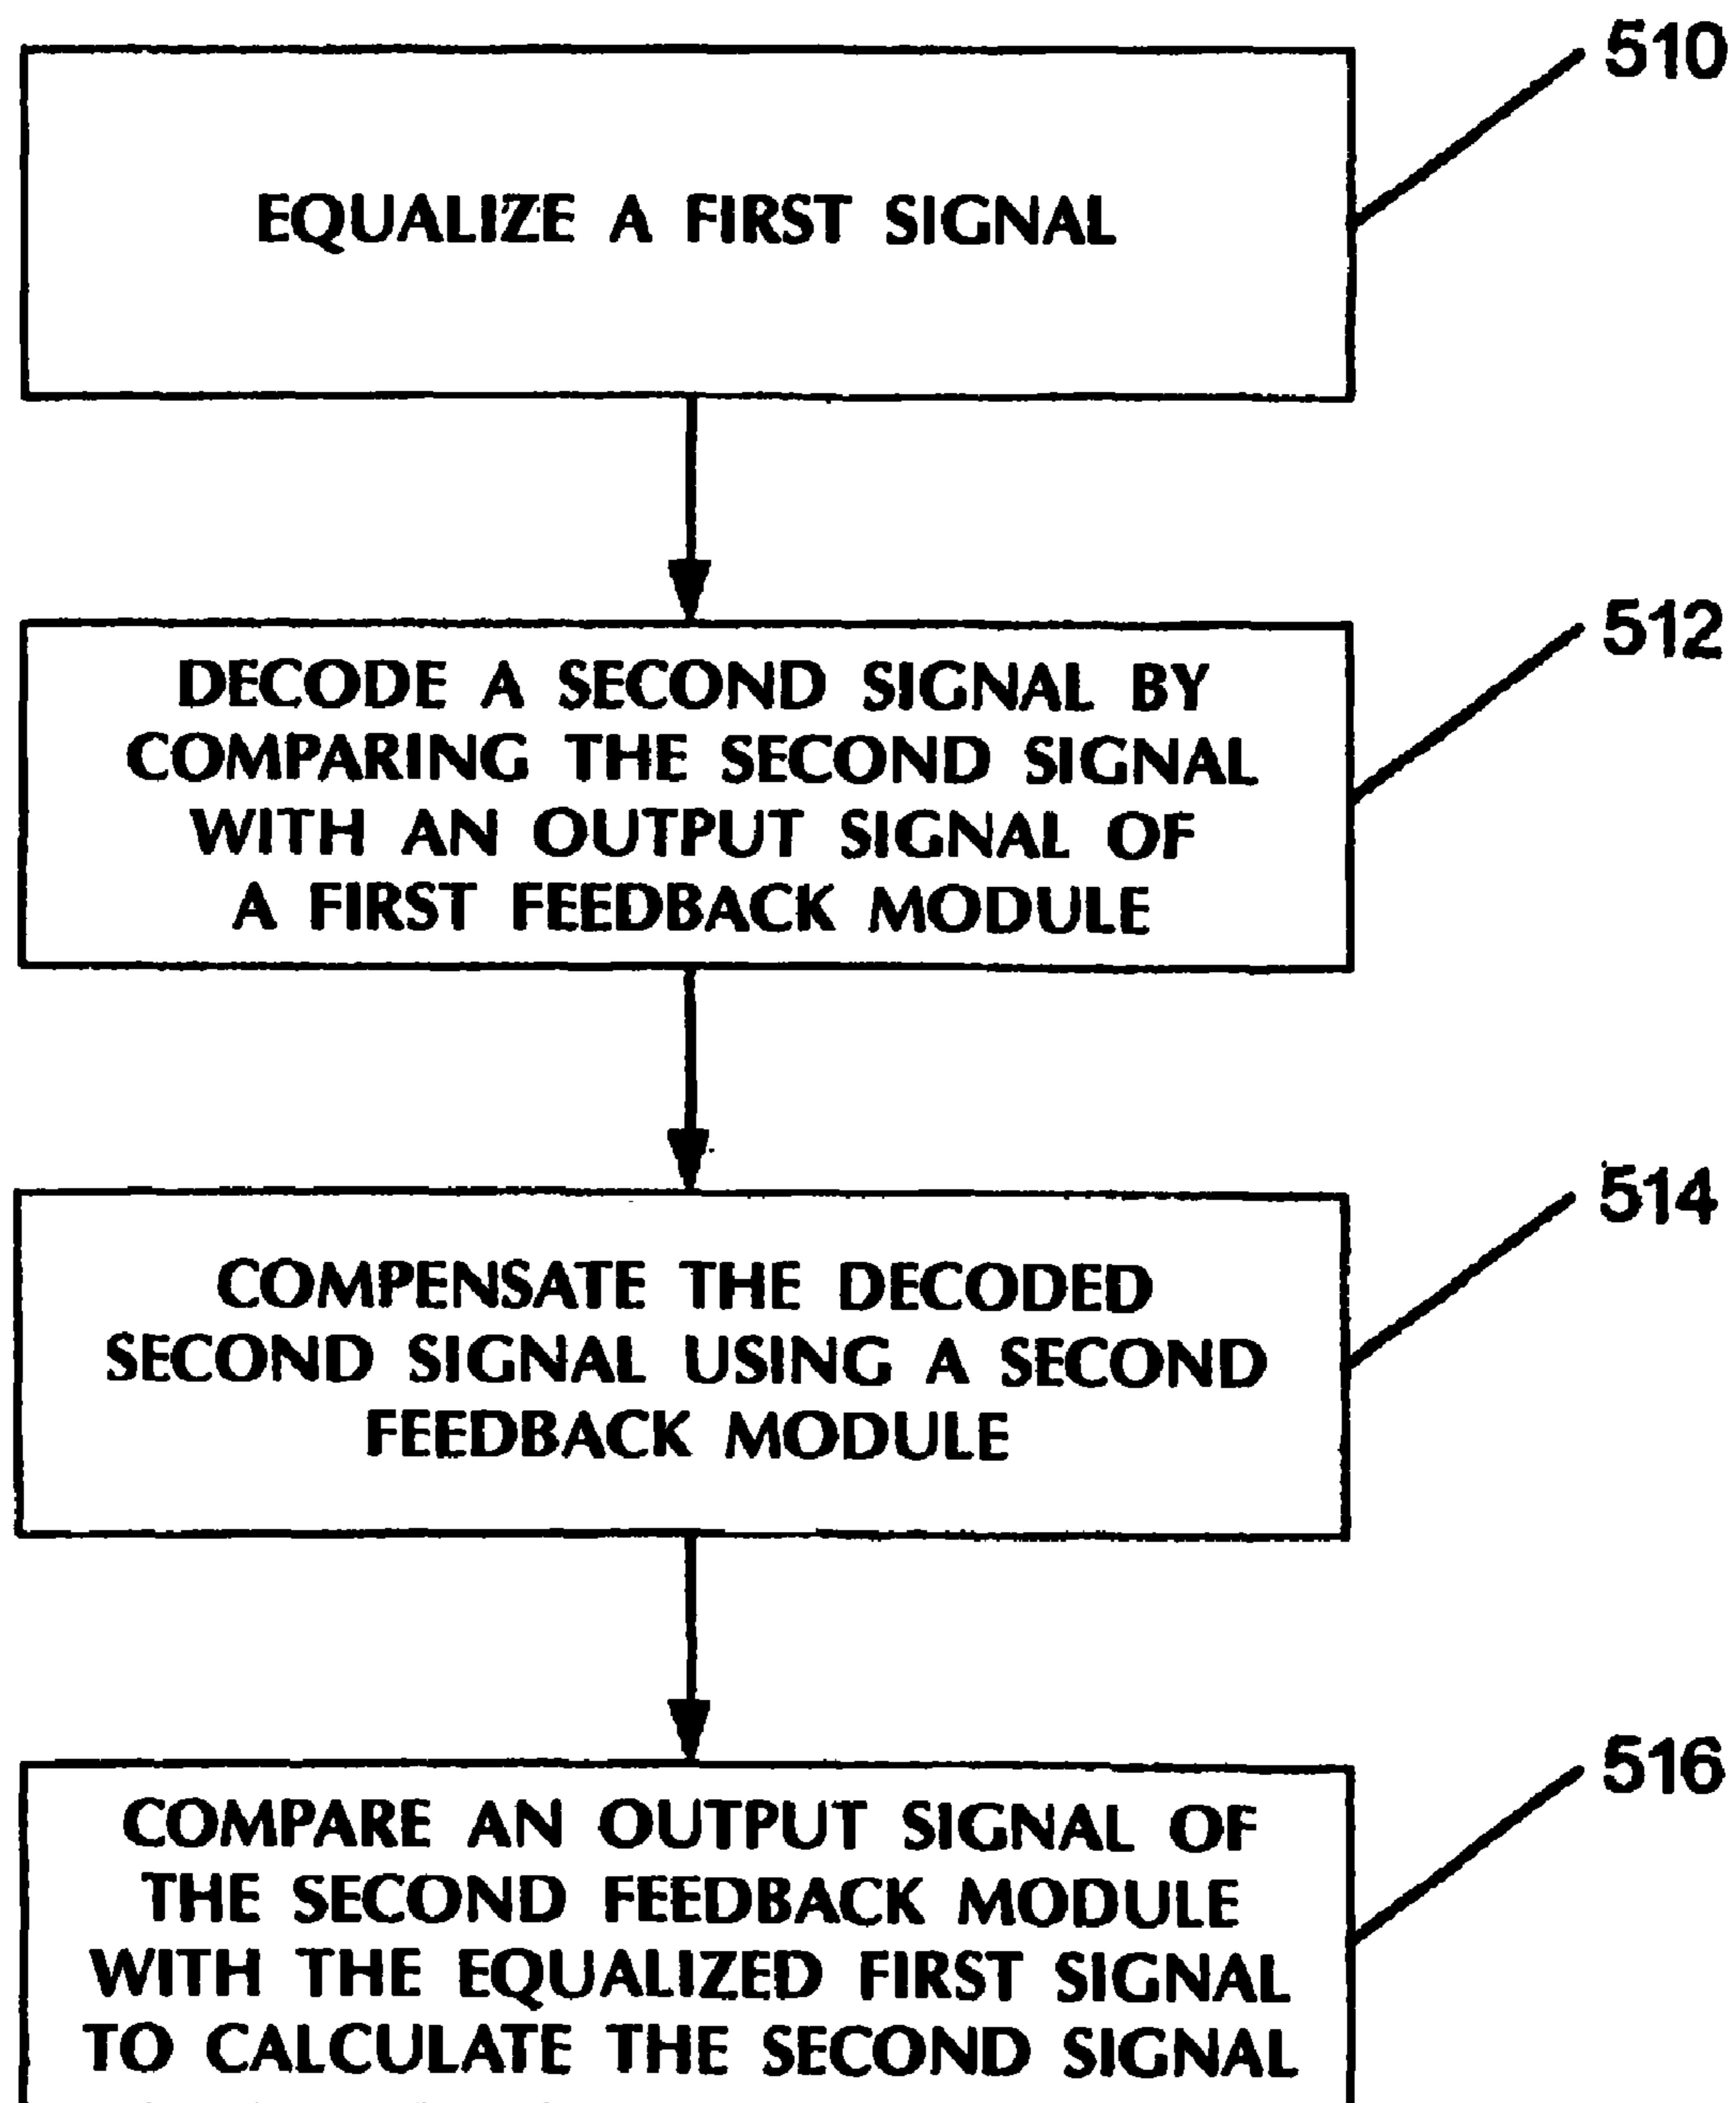 510
EQUALIZE A FIRST SIGNAL
512
DECODE A SECOND SIGNAL BY
COMPARING THE SECOND SIGNAL
WITH AN OUTPUT SIGNAL OF
A FIRST FEEDBACK MODULE
514
COMPENSATE THE DECODED
SECOND SIGNAL USING A SECOND
FEEDBACK MODULE
516
COMPARE AN OUTPUT SIGNAL OF
THE SECOND FEEDBACK MODULE
WITH THE EQUALIZED FIRST SIGNAL
TO CALCULATE THE SECOND SIGNAL